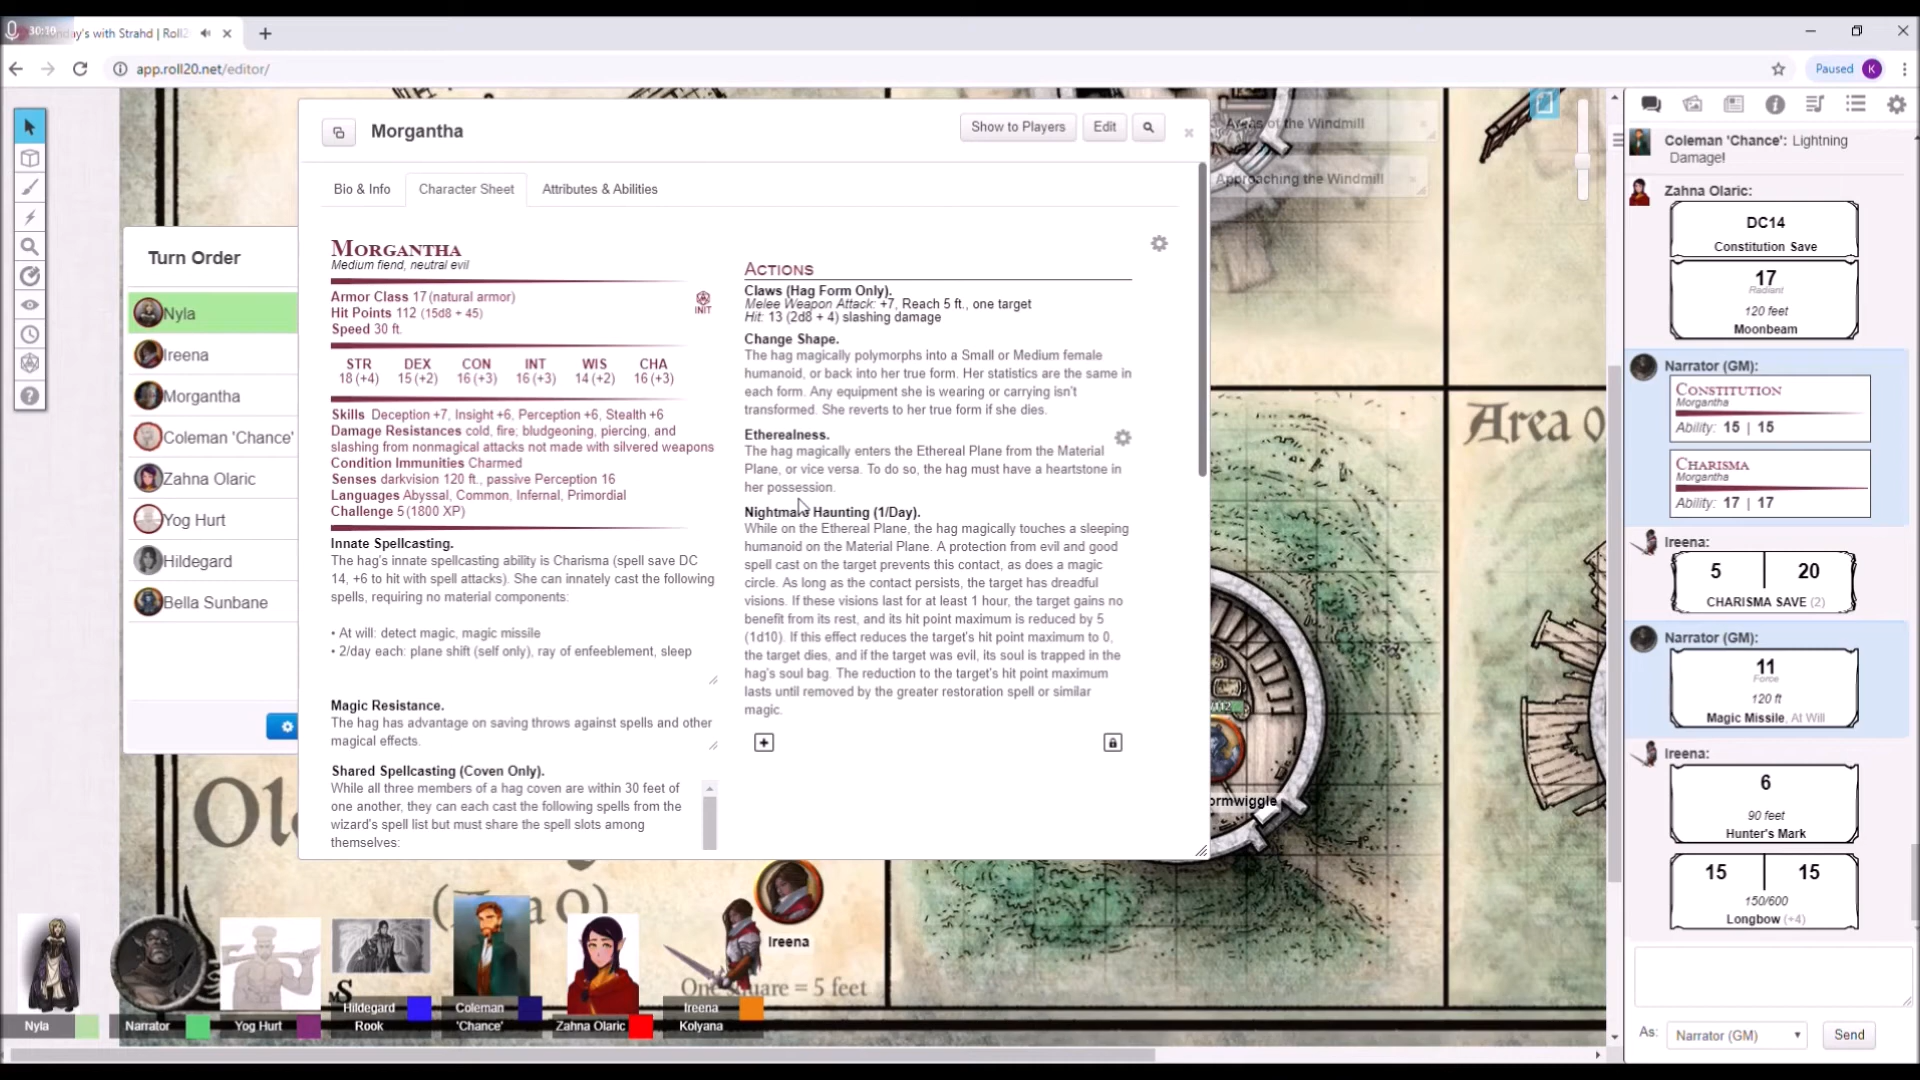 30:10
nday's with Strahd | Roll2
app.roll20.net/editor/
Paused
K
Morgantha
Show to Players
Edit
Bio & Info
Character Sheet
Attributes & Abilities
Areas of the Windmill
Approaching the Windmill
Turn Order
Nyla
Ireena
Morgantha
Coleman 'Chance'
Zahna Olaric
Yog Hurt
Hildegard
Bella Sunbane
MORGANTHA
Medium fiend, neutral evil
Armor Class 17 (natural armor)
Hit Points 112 (15d8 + 45)
Speed 30 ft.
INIT
STR DEX CON INT WIS CHA
18 (+4) 15 (+2) 16 (+3) 16 (+3) 14 (+2) 16 (+3)
Skills Deception +7, Insight +6, Perception +6, Stealth +6
Damage Resistances cold, fire; bludgeoning, piercing, and
slashing from nonmagical attacks not made with silvered weapons
Condition Immunities Charmed
Senses darkvision 120 ft., passive Perception 16
Languages Abyssal, Common, Infernal, Primordial
Challenge 5 (1800 XP)
Innate Spellcasting.
The hag's innate spellcasting ability is Charisma (spell save DC
14, +6 to hit with spell attacks). She can innately cast the following
spells, requiring no material components:
• At will: detect magic, magic missile
• 2/day each: plane shift (self only), ray of enfeeblement, sleep
Magic Resistance.
The hag has advantage on saving throws against spells and other
magical effects.
Shared Spellcasting (Coven Only).
While all three members of a hag coven are within 30 feet of
one another, they can each cast the following spells from the
wizard's spell list but must share the spell slots among
themselves:
ACTIONS
Claws (Hag Form Only).
Melee Weapon Attack: +7, Reach 5 ft., one target
Hit: 13 (2d8 + 4) slashing damage
Change Shape.
The hag magically polymorphs into a Small or Medium female
humanoid, or back into her true form. Her statistics are the same in
each form. Any equipment she is wearing or carrying isn't
transformed. She reverts to her true form if she dies.
Etherealness.
The hag magically enters the Ethereal Plane from the Material
Plane, or vice versa. To do so, the hag must have a heartstone in
her possession.
Nightmare Haunting (1/Day).
While on the Ethereal Plane, the hag magically touches a sleeping
humanoid on the Material Plane. A protection from evil and good
spell cast on the target prevents this contact, as does a magic
circle. As long as the contact persists, the target has dreadful
visions. If these visions last for at least 1 hour, the target gains no
benefit from its rest, and its hit point maximum is reduced by 5
(1d10). If this effect reduces the target's hit point maximum to 0,
the target dies, and if the target was evil, its soul is trapped in the
hag's soul bag. The reduction to the target's hit point maximum
lasts until removed by the greater restoration spell or similar
magic.
Area O
Ol
a O)
ormwiggle
Ireena
One square = 5 feet
Nyla
Narrator
Yog Hurt
Hildegard
Rook
Coleman
'Chance'
Zahna Olaric
Ireena
Kolyana
Coleman 'Chance': Lightning
Damage!
Zahna Olaric:
DC14
Constitution Save
17
Radiant
120 feet
Moonbeam
Narrator (GM):
CONSTITUTION
Morgantha
Ability: 15 | 15
CHARISMA
Morgantha
Ability: 17 | 17
Ireena:
5 20
CHARISMA SAVE (2)
Narrator (GM):
11
Force
120 ft
Magic Missile, At Will
Ireena:
6
90 feet
Hunter's Mark
15 15
150/600
Longbow (+4)
As:
Narrator (GM)
Send